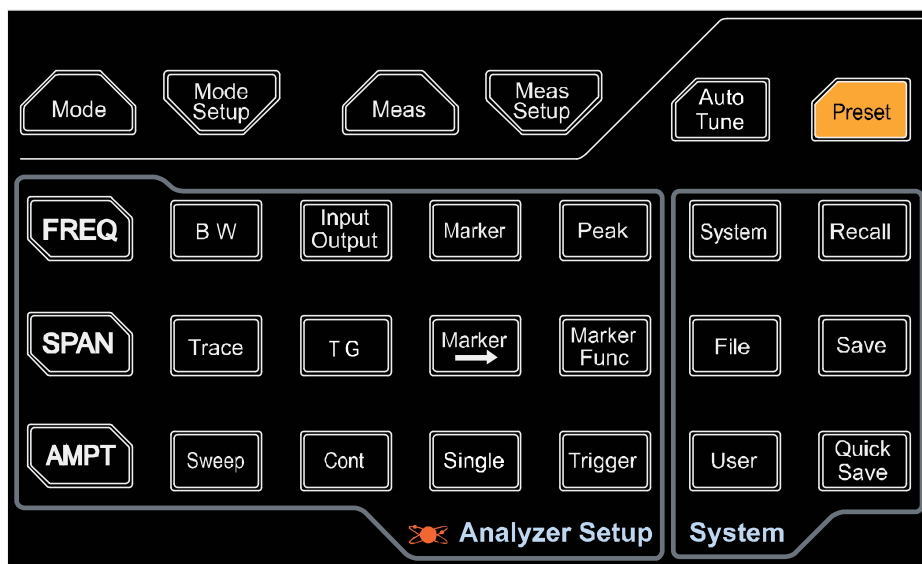 Mode
Mode
Setup
Meas
Meas
Setup
Auto
Tune
Preset
FREQ
B W
Input
Output
Marker
Peak
System
Recall
SPAN
Trace
T G
Marker
Marker
Func
File
Save
AMPT
Sweep
Cont
Single
Trigger
User
Quick
Save
Analyzer Setup
System